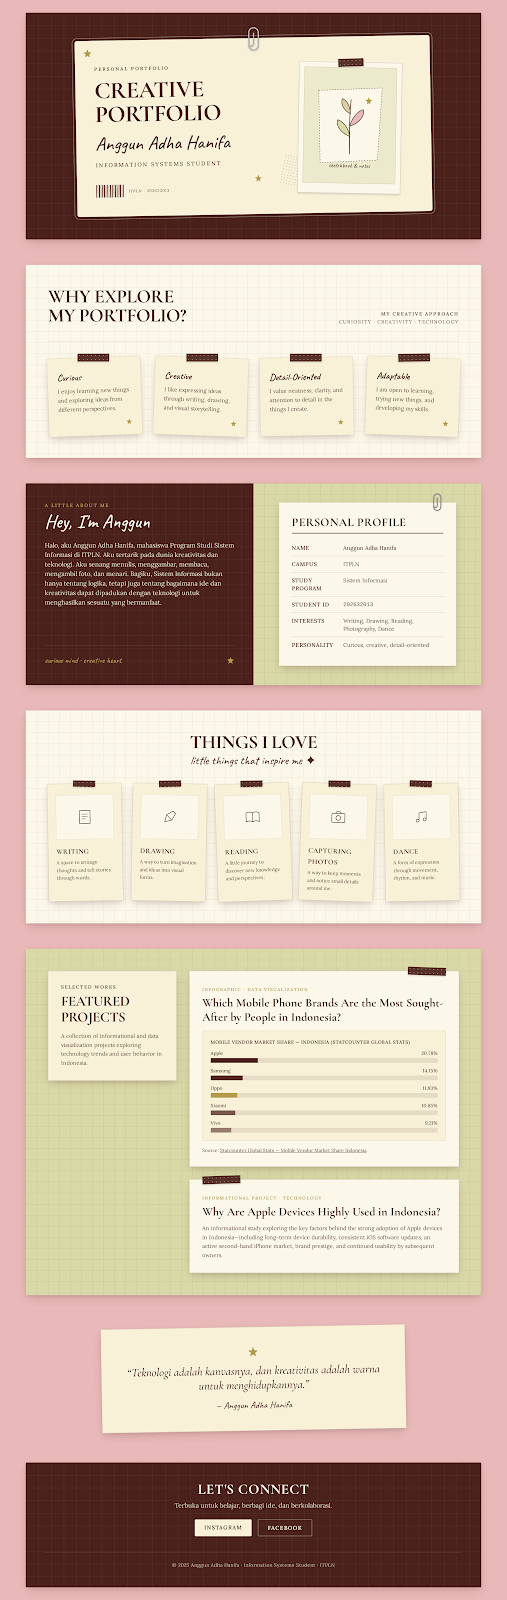 PERSONAL PORTFOLIO
CREATIVE
PORTFOLIO
Anggun Adha Hanifa
INFORMATION SYSTEMS STUDENT
ITPLN · 202632013
sketchbook & notes
WHY EXPLORE
MY PORTFOLIO?
MY CREATIVE APPROACH
CURIOSITY · CREATIVITY · TECHNOLOGY
Curious
I enjoy learning new things
and exploring ideas from
different perspectives.
Creative
I like expressing ideas
through writing, drawing,
and visual storytelling.
Detail-Oriented
I value neatness, clarity, and
attention to detail in the
things I create.
Adaptable
I am open to learning,
trying new things, and
developing my skills.
A LITTLE ABOUT ME
Hey, I'm Anggun
Halo, aku Anggun Adha Hanifa, mahasiswa Program Studi Sistem
Informasi di ITPLN. Aku tertarik pada dunia kreativitas dan
teknologi. Aku senang menulis, menggambar, membaca,
mengambil foto, dan menari. Bagiku, Sistem Informasi bukan
hanya tentang logika, tetapi juga tentang bagaimana ide dan
kreativitas dapat dipadukan dengan teknologi untuk
menghasilkan sesuatu yang bermanfaat.
curious mind · creative heart
PERSONAL PROFILE
NAME Anggun Adha Hanifa
CAMPUS ITPLN
STUDY PROGRAM Sistem Informasi
STUDENT ID 202632013
INTERESTS Writing, Drawing, Reading,
Photography, Dance
PERSONALITY Curious, creative, detail-oriented
THINGS I LOVE
little things that inspire me ✦
WRITING
A space to arrange
thoughts and tell stories
through words.
DRAWING
A way to turn imagination
and ideas into visual
forms.
READING
A little journey to
discover new knowledge
and perspectives.
CAPTURING
PHOTOS
A way to keep moments
and notice small details
around me.
DANCE
A form of expression
through movement,
rhythm, and music.
SELECTED WORKS
FEATURED
PROJECTS
A collection of informational and data
visualization projects exploring
technology trends and user behavior in
Indonesia.
INFOGRAPHIC · DATA VISUALIZATION
Which Mobile Phone Brands Are the Most Sought-
After by People in Indonesia?
MOBILE VENDOR MARKET SHARE — INDONESIA (STATCOUNTER GLOBAL STATS)
Apple 20.78%
Samsung 14.15%
Oppo 11.83%
Xiaomi 10.85%
Vivo 9.21%
Source: Statcounter Global Stats — Mobile Vendor Market Share Indonesia
INFORMATIONAL PROJECT · TECHNOLOGY
Why Are Apple Devices Highly Used in Indonesia?
An informational study exploring the key factors behind the strong adoption of Apple devices
in Indonesia—including long-term device durability, consistent iOS software updates, an
active second-hand iPhone market, brand prestige, and continued usability by subsequent
owners.
“Teknologi adalah kanvasnya, dan kreativitas adalah warna
untuk menghidupkannya.”
— Anggun Adha Hanifa
LET'S CONNECT
Terbuka untuk belajar, berbagi ide, dan berkolaborasi.
INSTAGRAM
FACEBOOK
© 2025 Anggun Adha Hanifa · Information Systems Student · ITPLN